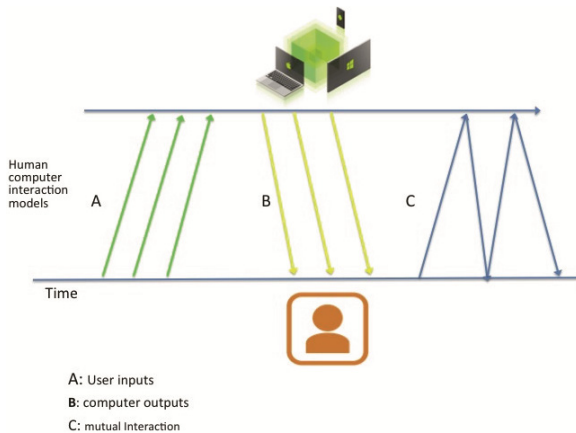 Human
computer
interaction
models
A
B
C
Time
A: User inputs
B: computer outputs
C: mutual Interaction